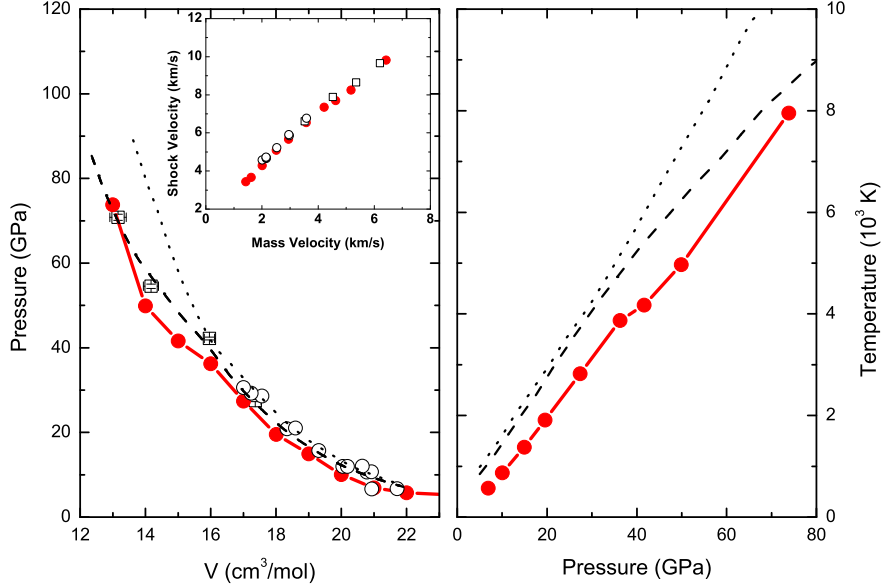 120
100
80
60
40
20
0
Pressure (GPa)
12 14 16 18 20 22
V (cm³/mol)
12
10
8
6
4
2
Shock Velocity (km/s)
0 2 4 6 8
Mass Velocity (km/s)
10
8
6
4
2
0
Temperature (10³ K)
0 20 40 60 80
Pressure (GPa)